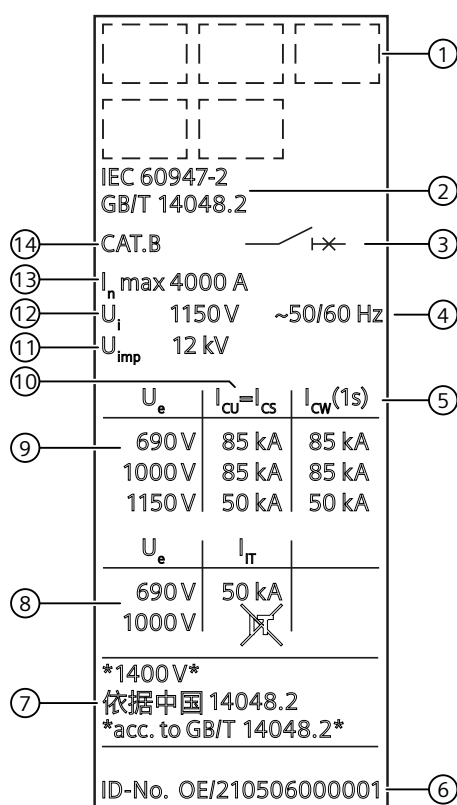 1
IEC 60947-2
GB/T 14048.2
2
14 CAT.B 3
13 In max 4000 A
12 Ui 1150 V ~50/60 Hz 4
11 Uimp 12 kV
10
Ue ICU=ICS ICW(1s) 5
9 690 V 85 kA 85 kA
1000 V 85 kA 85 kA
1150 V 50 kA 50 kA
Ue IIT
8 690 V 50 kA
1000 V IT
*1400 V*
7 依据中国 14048.2
*acc. to GB/T 14048.2*
ID-No. OE/210506000001 6